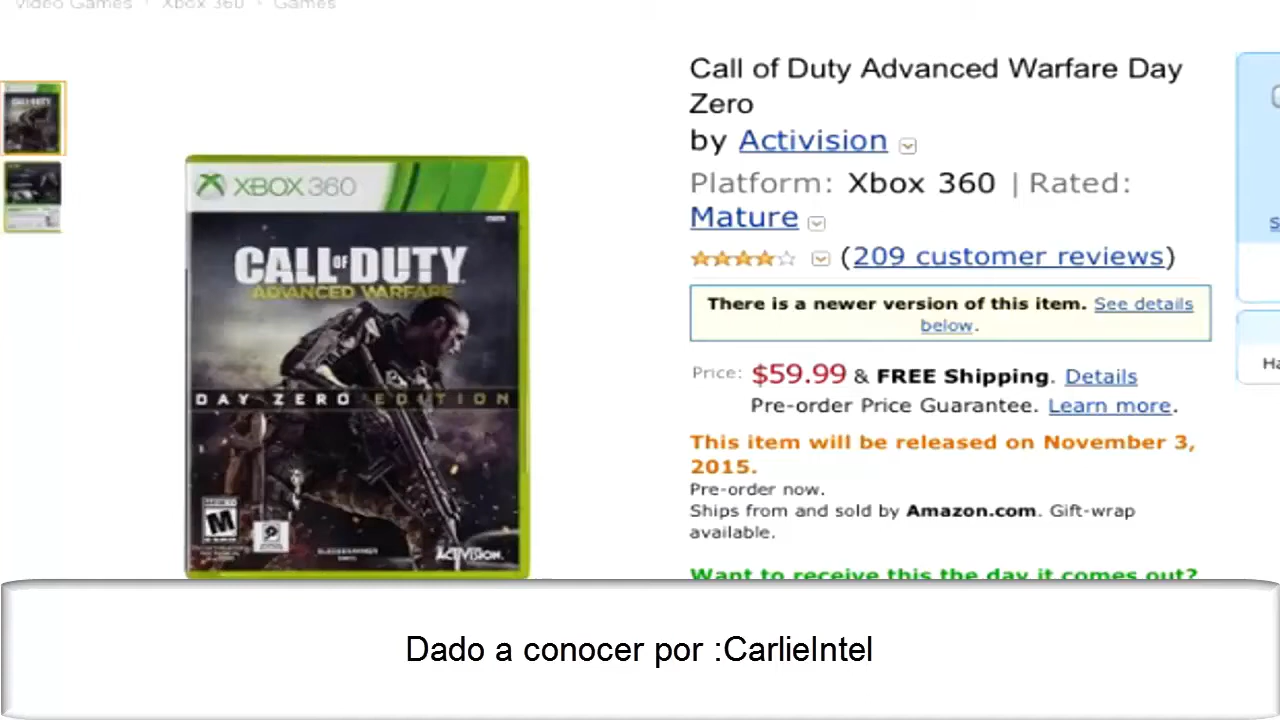 Video Games › Xbox 360 › Games
Call of Duty Advanced Warfare Day
Zero
by Activision
Platform: Xbox 360 | Rated:
Mature
(209 customer reviews)
There is a newer version of this item. See details
below.
Price: $59.99 & FREE Shipping. Details
Pre-order Price Guarantee. Learn more.
This item will be released on November 3,
2015.
Pre-order now.
Ships from and sold by Amazon.com. Gift-wrap
available.
Want to receive this the day it comes out?
XBOX 360
CALL OF DUTY
ADVANCED WARFARE
DAY ZERO EDITION
M
ACTIVISION
Ha
Dado a conocer por :CarlieIntel